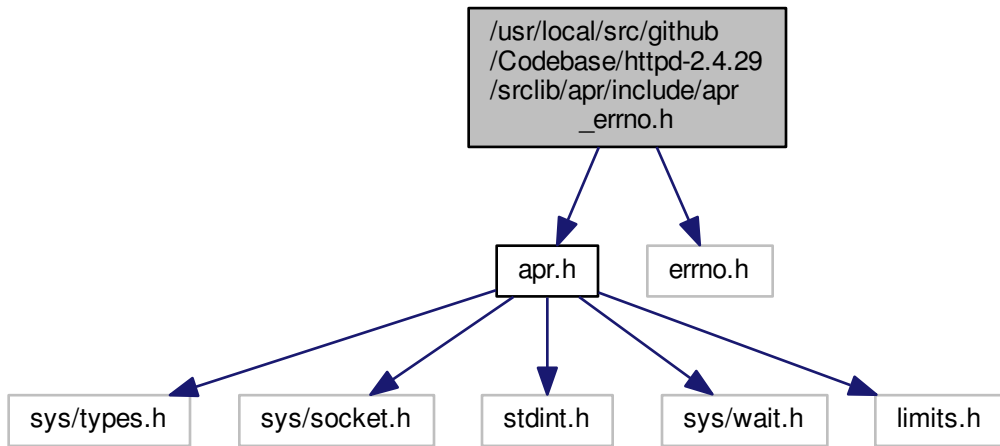 /usr/local/src/github
/Codebase/httpd-2.4.29
/srclib/apr/include/apr
_errno.h
apr.h
errno.h
sys/types.h
sys/socket.h
stdint.h
sys/wait.h
limits.h